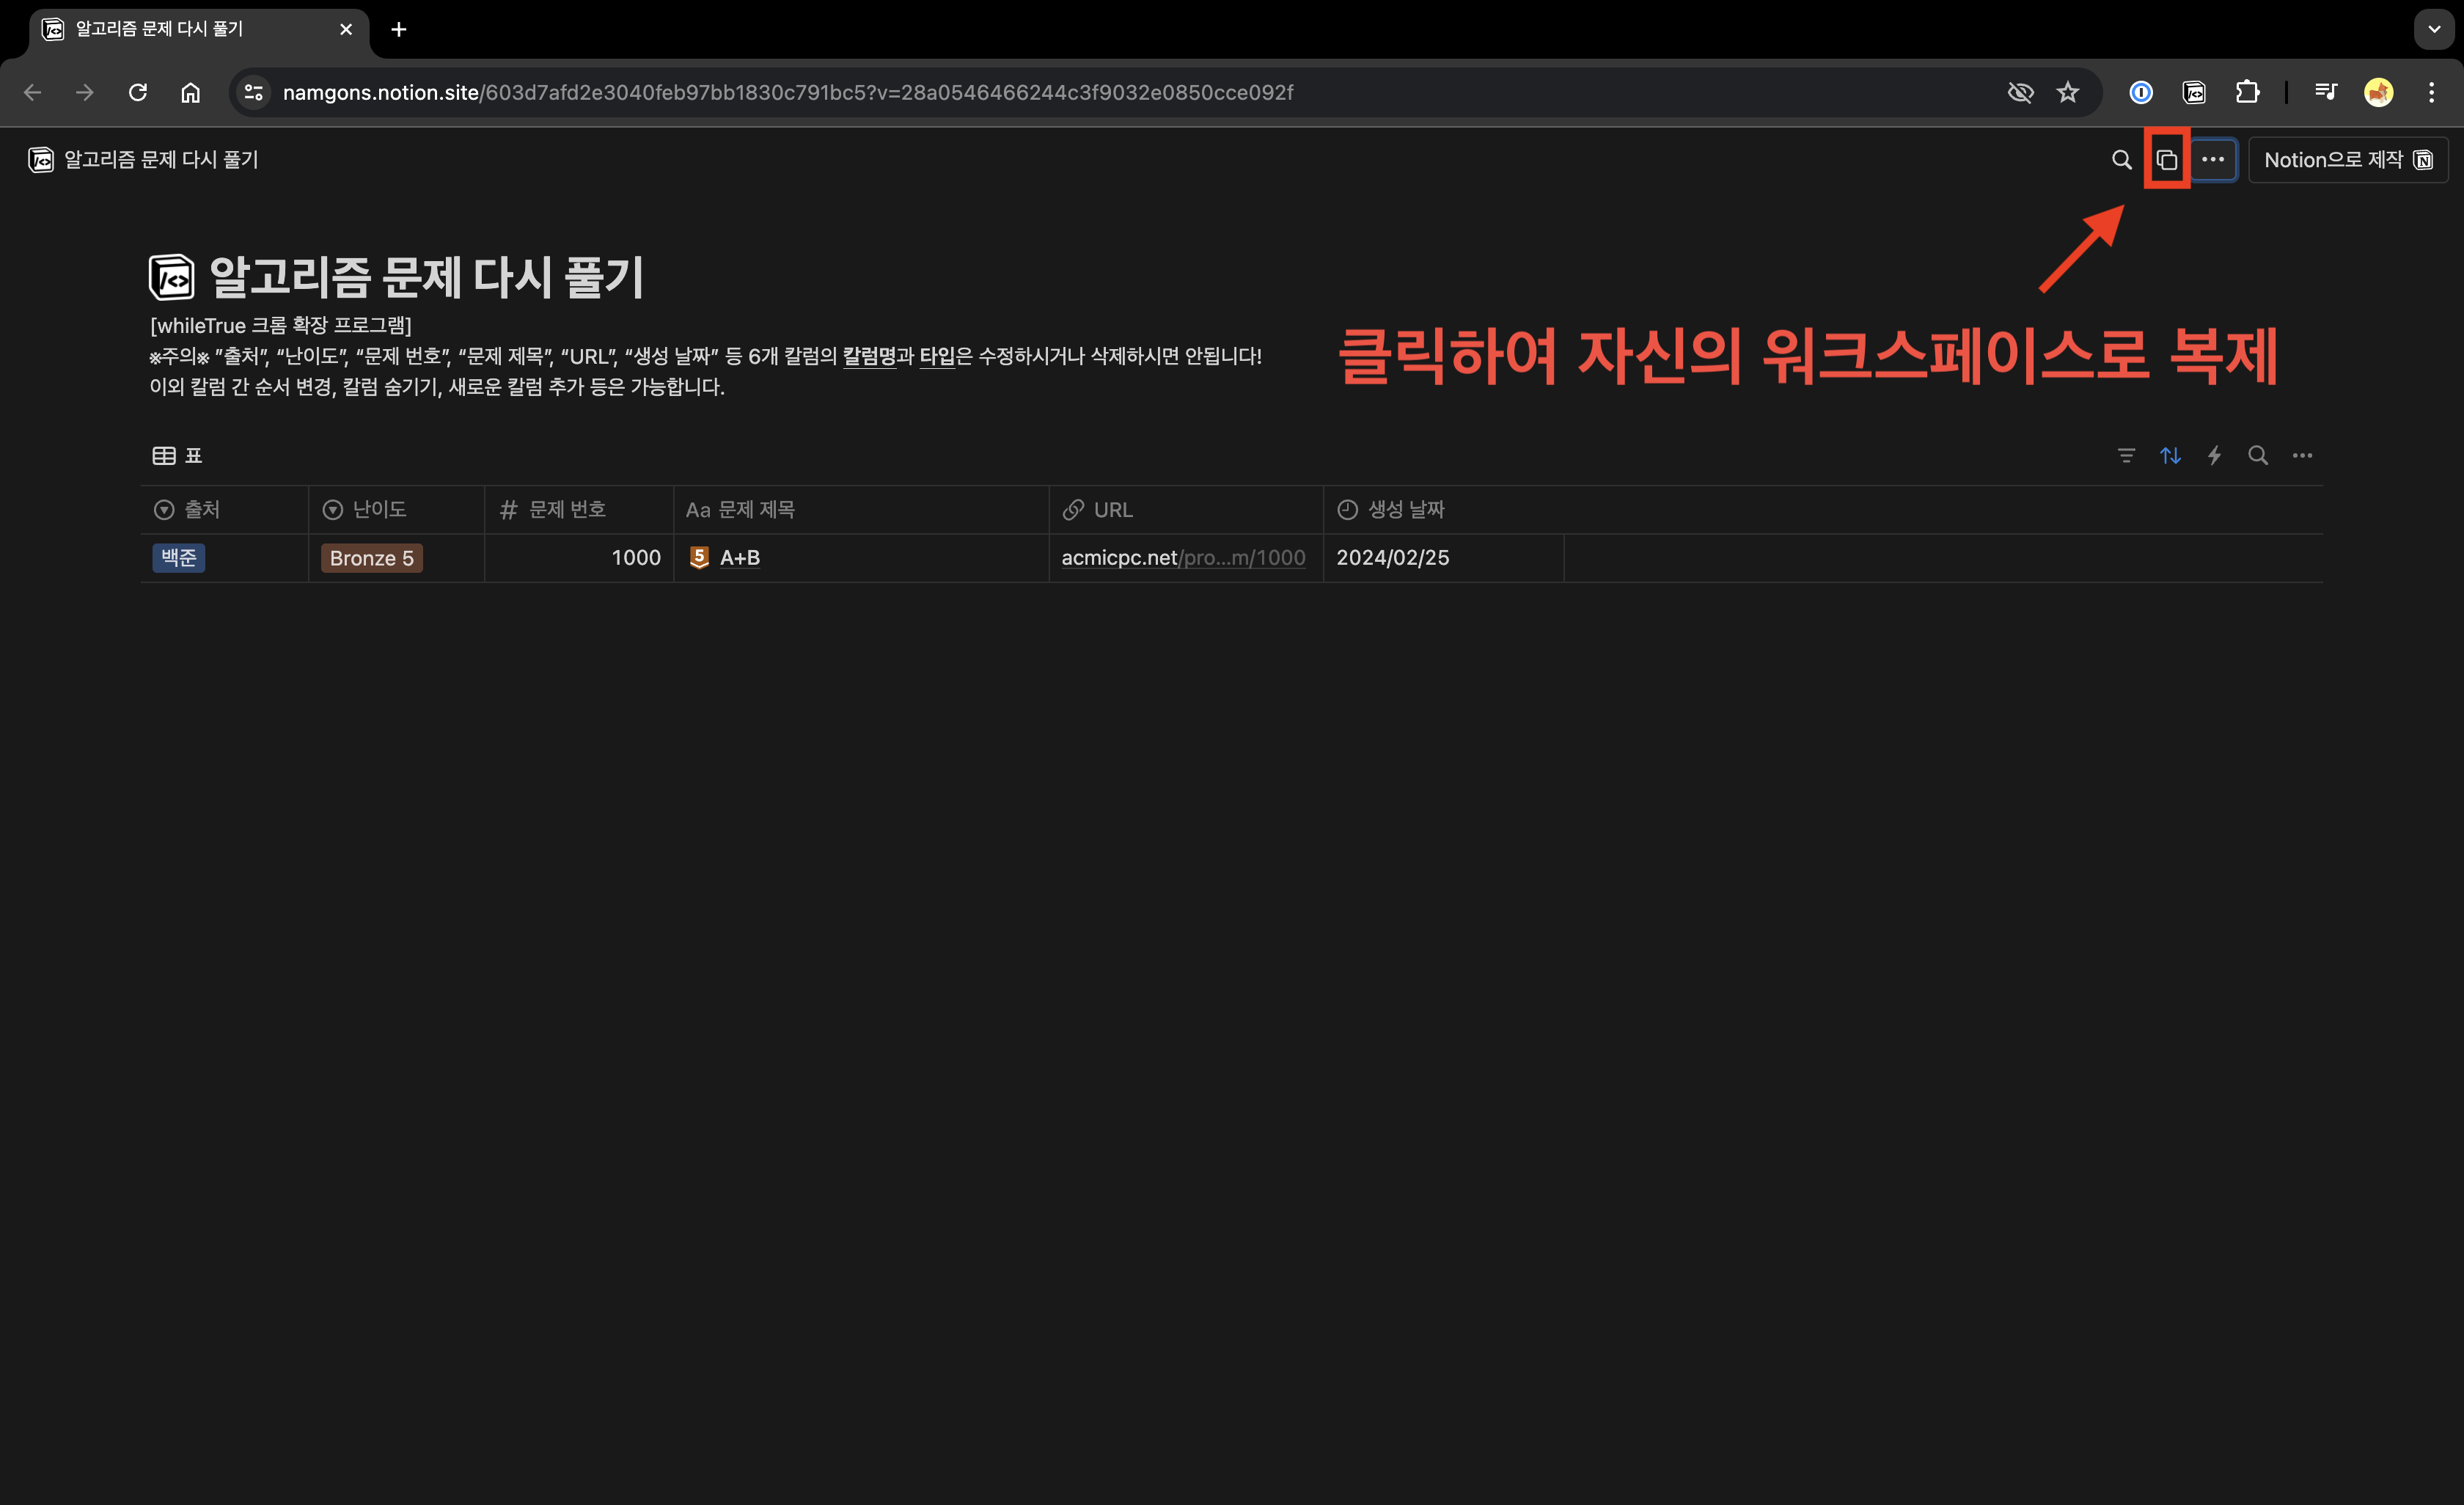 알고리즘 문제 다시 풀기
namgons.notion.site/603d7afd2e3040feb97bb1830c791bc5?v=28a0546466244c3f9032e0850cce092f
알고리즘 문제 다시 풀기
Notion으로 제작
알고리즘 문제 다시 풀기
[whileTrue 크롬 확장 프로그램]
※주의※ ”출처”, “난이도”, “문제 번호”, “문제 제목”, “URL”, “생성 날짜” 등 6개 칼럼의 칼럼명과 타입은 수정하시거나 삭제하시면 안됩니다!
이외 칼럼 간 순서 변경, 칼럼 숨기기, 새로운 칼럼 추가 등은 가능합니다.
클릭하여 자신의 워크스페이스로 복제
표
출처 난이도 # 문제 번호 Aa 문제 제목 URL 생성 날짜
백준 Bronze 5 1000 5 A+B acmicpc.net/pro...m/1000 2024/02/25